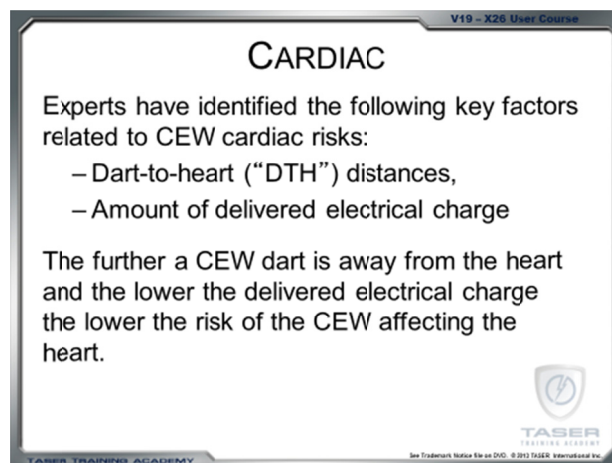 V19 – X26 User Course
CARDIAC
Experts have identified the following key factors
related to CEW cardiac risks:
– Dart-to-heart (“DTH”) distances,
– Amount of delivered electrical charge
The further a CEW dart is away from the heart
and the lower the delivered electrical charge
the lower the risk of the CEW affecting the
heart.
TASER
TRAINING ACADEMY
TASER TRAINING ACADEMY
See Trademark Notice file on DVD. © 2013 TASER International Inc.